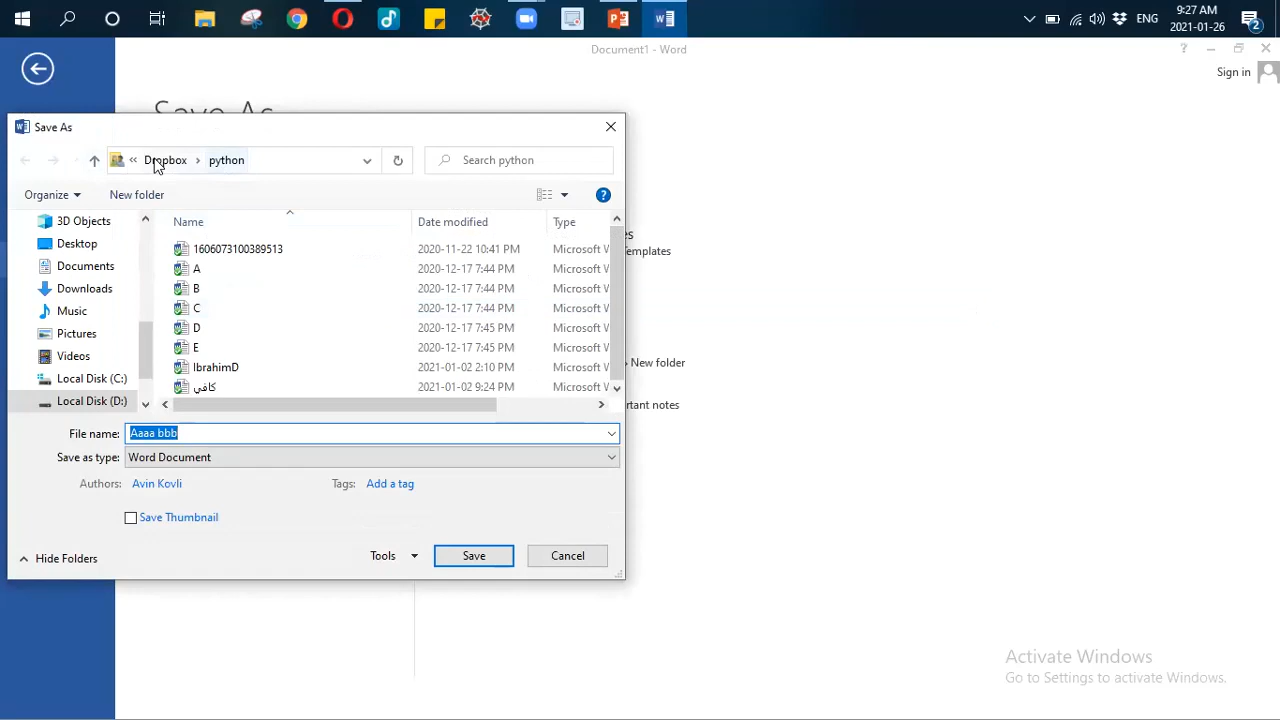 ENG
9:27 AM
2021-01-26
2
Document1 - Word
?
Sign in
Save As
Save As
« Dropbox › python
Search python
Organize
New folder
?
3D Objects
Desktop
Documents
Downloads
Music
Pictures
Videos
Local Disk (C:)
Local Disk (D:)
Name Date modified Type
1606073100389513 2020-11-22 10:41 PM Microsoft W
A 2020-12-17 7:44 PM Microsoft W
B 2020-12-17 7:44 PM Microsoft W
C 2020-12-17 7:44 PM Microsoft W
D 2020-12-17 7:45 PM Microsoft W
E 2020-12-17 7:45 PM Microsoft W
IbrahimD 2021-01-02 2:10 PM Microsoft W
كافي 2021-01-02 9:24 PM Microsoft W
es
Templates
› New folder
rtant notes
File name: Aaaa bbb
Save as type: Word Document
Authors: Avin Kovli
Tags: Add a tag
Save Thumbnail
Hide Folders
Tools
Save
Cancel
Activate Windows
Go to Settings to activate Windows.